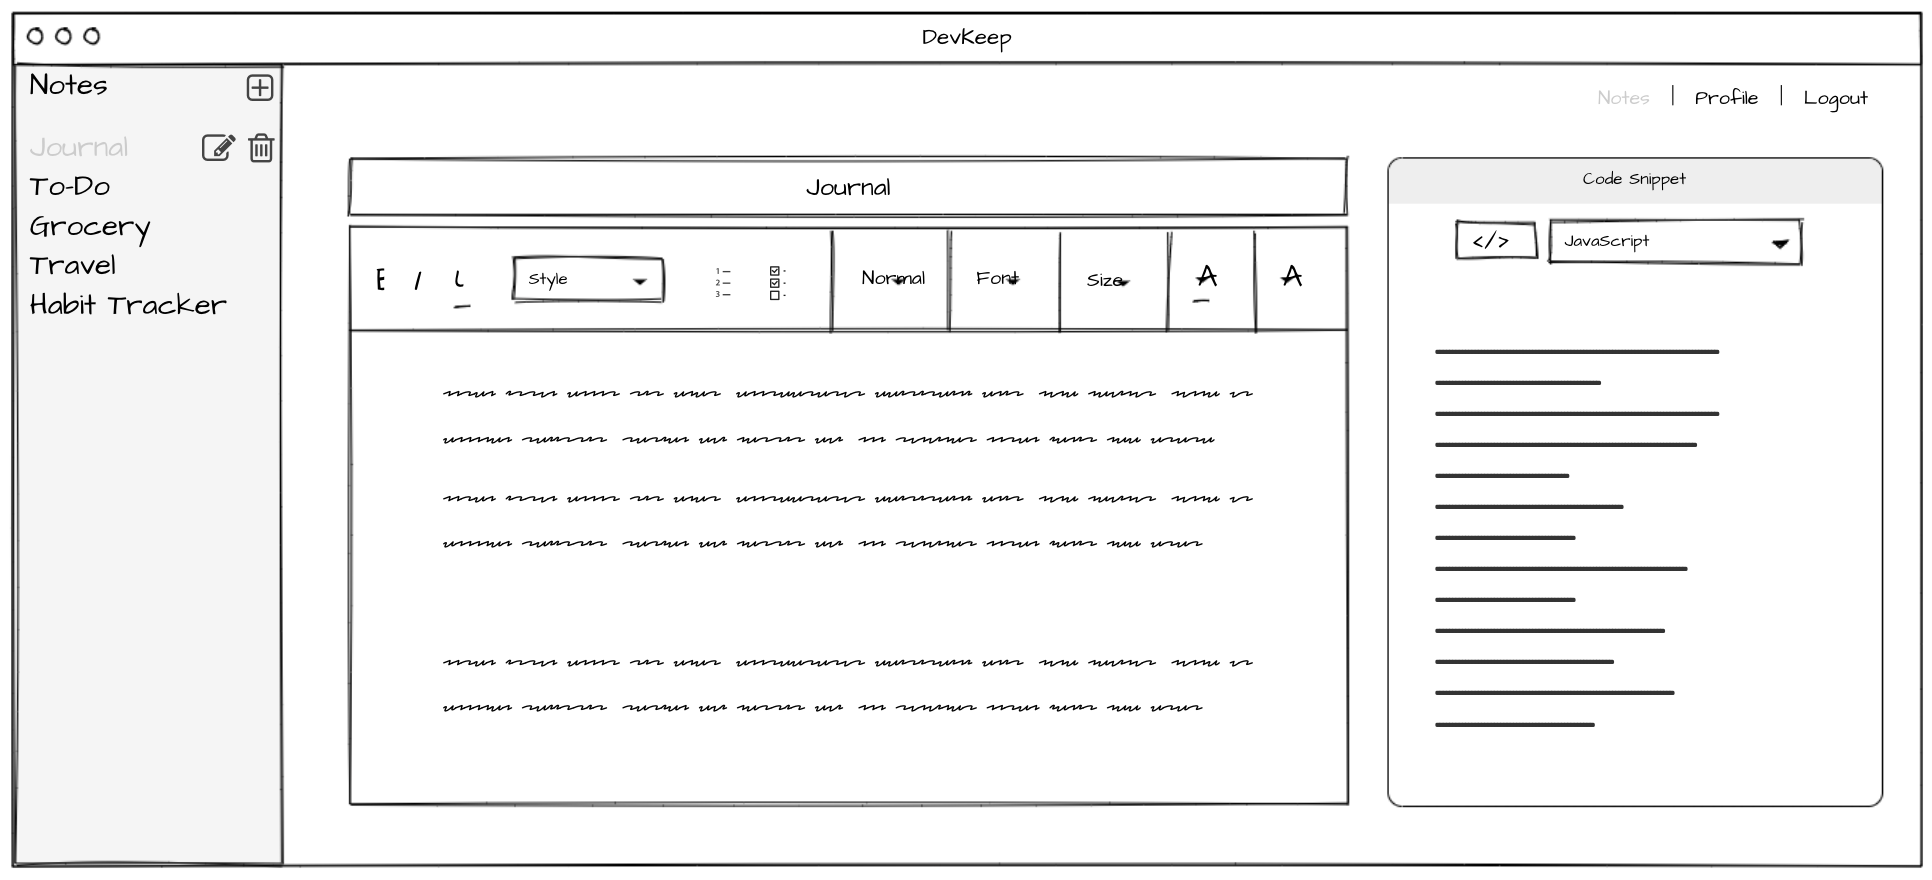 DevKeep
Notes
Journal
To-Do
Grocery
Travel
Habit Tracker
Notes | Profile | Logout
Journal
E I L Style 1 2 3 Normal Font Size A A
Code Snippet
</> JavaScript